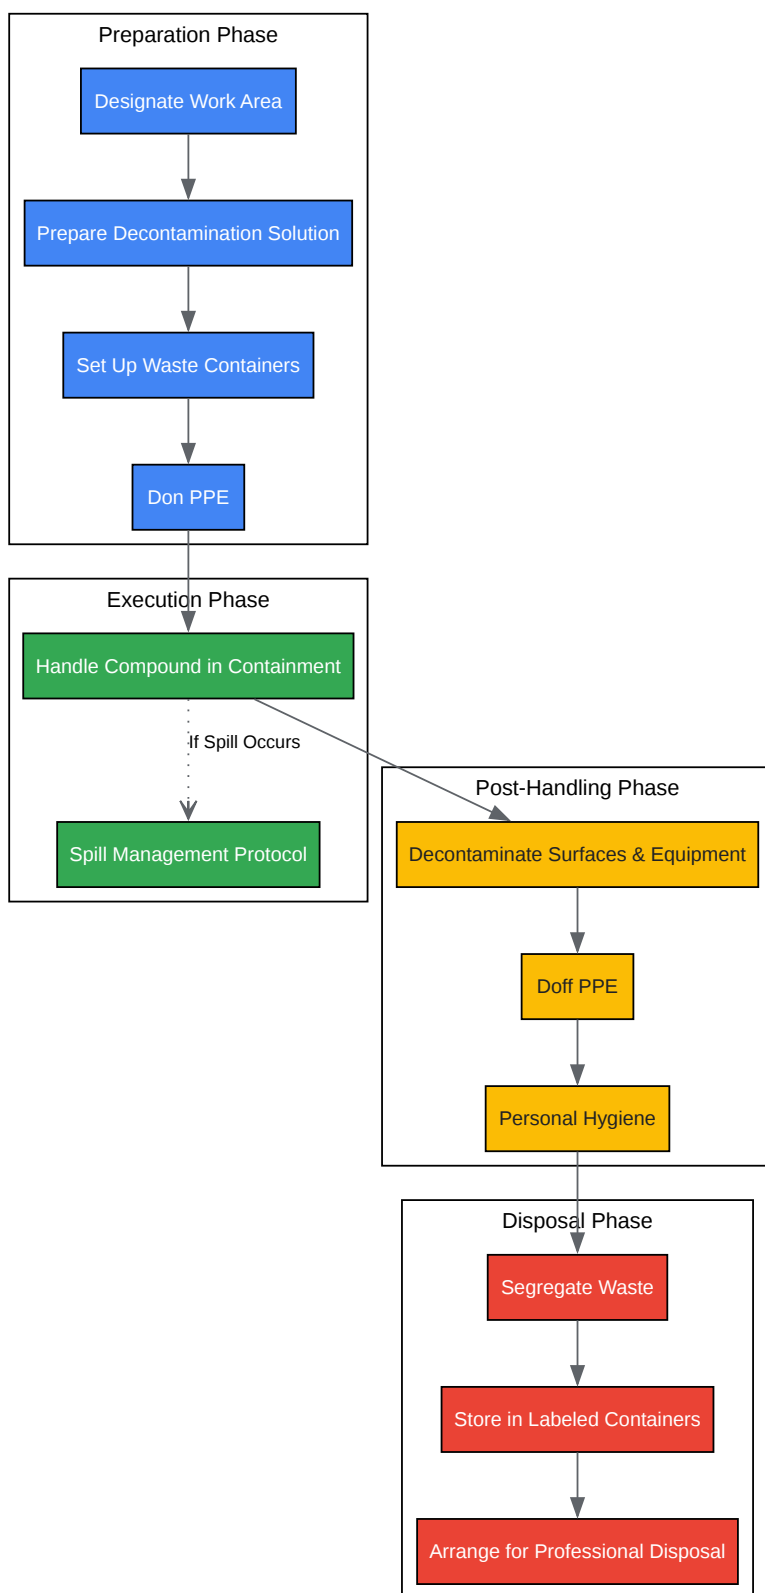 Preparation Phase
Designate Work Area
Prepare Decontamination Solution
Set Up Waste Containers
Don PPE
Execution Phase
Handle Compound in Containment
If Spill Occurs
Spill Management Protocol
Post-Handling Phase
Decontaminate Surfaces & Equipment
Doff PPE
Personal Hygiene
Disposal Phase
Segregate Waste
Store in Labeled Containers
Arrange for Professional Disposal